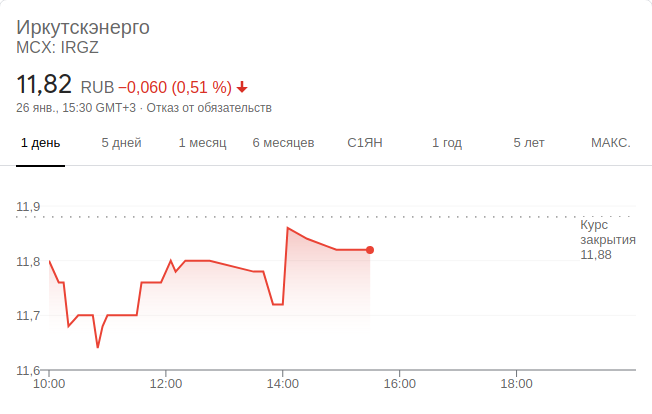 Иркутскэнерго
MCX: IRGZ
11,82 RUB −0,060 (0,51 %)
26 янв., 15:30 GMT+3 · Отказ от обязательств
1 день 5 дней 1 месяц 6 месяцев С1ЯН 1 год 5 лет МАКС.
11,9
Курс
закрытия
11,88
11,8
11,7
11,6
10:00 12:00 14:00 16:00 18:00